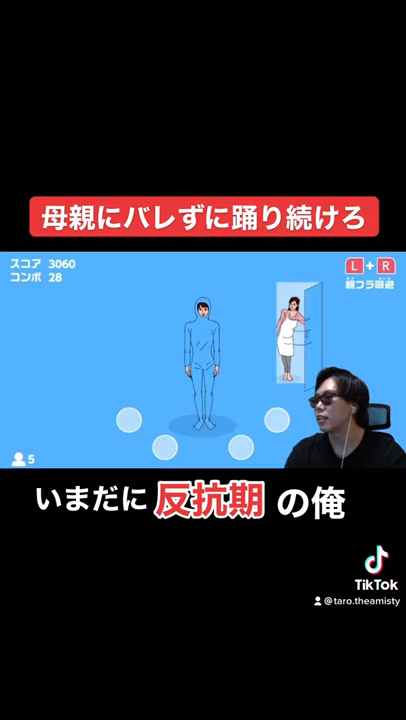 母親にバレずに踊り続けろ
スコア 3060
コンボ 28
L+R
親フラ回避
5
いまだに 反抗期 の俺
TikTok
@taro.theamisty